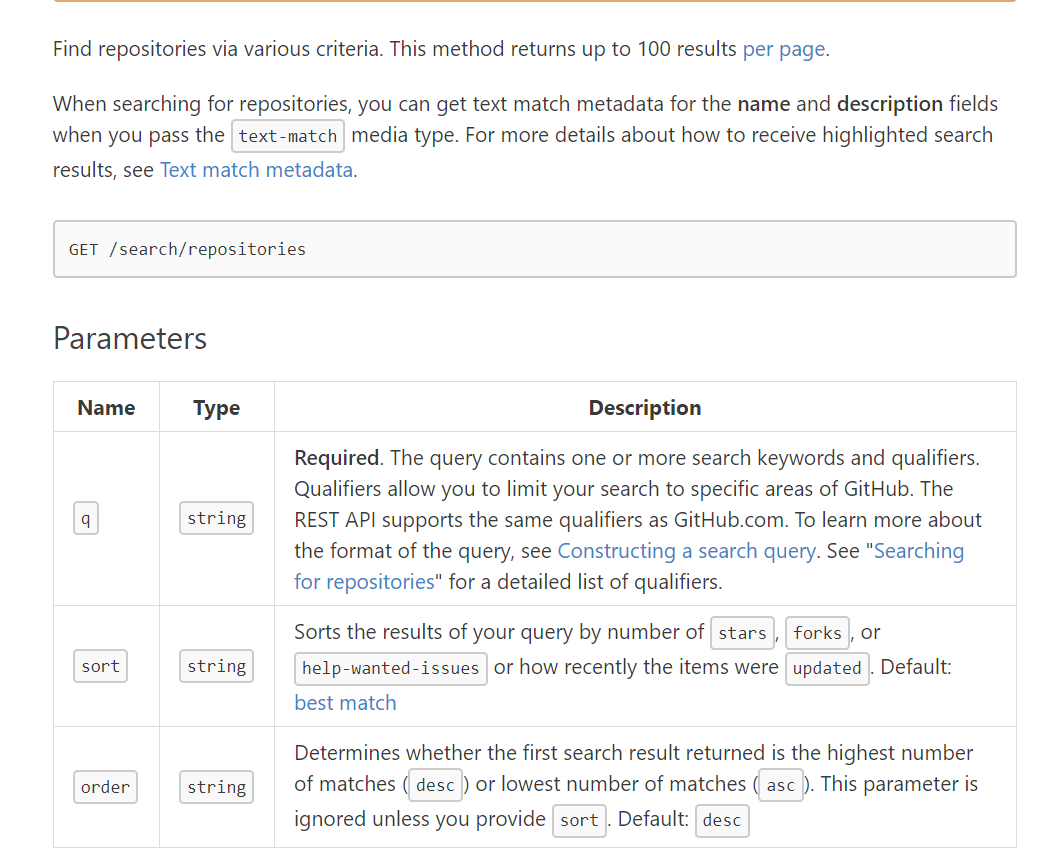 Find repositories via various criteria. This method returns up to 100 results per page.
When searching for repositories, you can get text match metadata for the name and description fields
when you pass the text-match media type. For more details about how to receive highlighted search
results, see Text match metadata.
GET /search/repositories
Parameters
Name Type Description
q string Required. The query contains one or more search keywords and qualifiers.
Qualifiers allow you to limit your search to specific areas of GitHub. The
REST API supports the same qualifiers as GitHub.com. To learn more about
the format of the query, see Constructing a search query. See "Searching
for repositories" for a detailed list of qualifiers.
sort string Sorts the results of your query by number of stars, forks, or
help-wanted-issues or how recently the items were updated. Default:
best match
order string Determines whether the first search result returned is the highest number
of matches (desc) or lowest number of matches (asc). This parameter is
ignored unless you provide sort. Default: desc